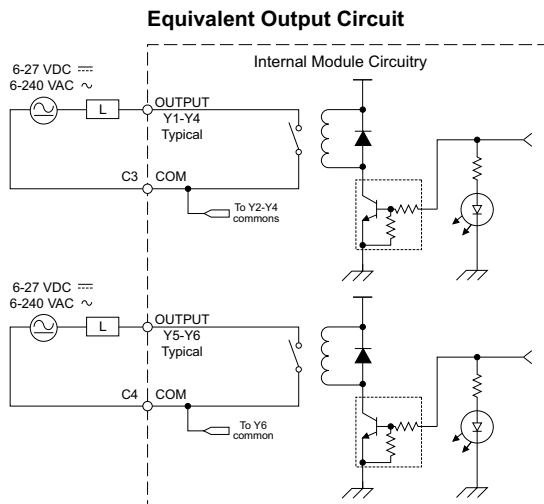 Equivalent Output Circuit
Internal Module Circuitry
6-27 VDC ⎓
6-240 VAC ∿
L
OUTPUT
Y1-Y4
Typical
C3
COM
To Y2-Y4
commons
6-27 VDC ⎓
6-240 VAC ∿
L
OUTPUT
Y5-Y6
Typical
C4
COM
To Y6
common